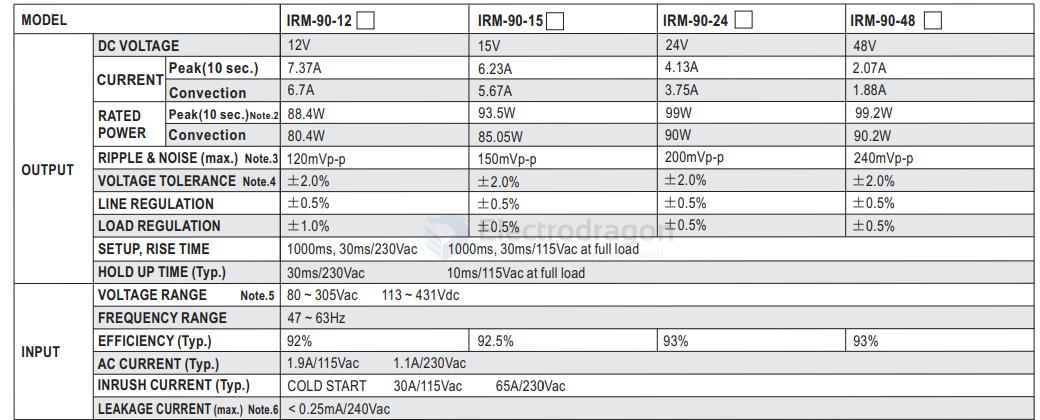 MODEL IRM-90-12 IRM-90-15 IRM-90-24 IRM-90-48
OUTPUT
DC VOLTAGE 12V 15V 24V 48V
CURRENT
Peak(10 sec.) 7.37A 6.23A 4.13A 2.07A
Convection 6.7A 5.67A 3.75A 1.88A
RATED POWER
Peak(10 sec.)Note.2 88.4W 93.5W 99W 99.2W
Convection 80.4W 85.05W 90W 90.2W
RIPPLE & NOISE (max.) Note.3 120mVp-p 150mVp-p 200mVp-p 240mVp-p
VOLTAGE TOLERANCE Note.4 ±2.0% ±2.0% ±2.0% ±2.0%
LINE REGULATION ±0.5% ±0.5% ±0.5% ±0.5%
LOAD REGULATION ±1.0% ±0.5% ±0.5% ±0.5%
Electrodragon
SETUP, RISE TIME 1000ms, 30ms/230Vac 1000ms, 30ms/115Vac at full load
HOLD UP TIME (Typ.) 30ms/230Vac 10ms/115Vac at full load
INPUT
VOLTAGE RANGE Note.5 80 ~ 305Vac 113 ~ 431Vdc
FREQUENCY RANGE 47 ~ 63Hz
EFFICIENCY (Typ.) 92% 92.5% 93% 93%
AC CURRENT (Typ.) 1.9A/115Vac 1.1A/230Vac
INRUSH CURRENT (Typ.) COLD START 30A/115Vac 65A/230Vac
LEAKAGE CURRENT (max.) Note.6 < 0.25mA/240Vac